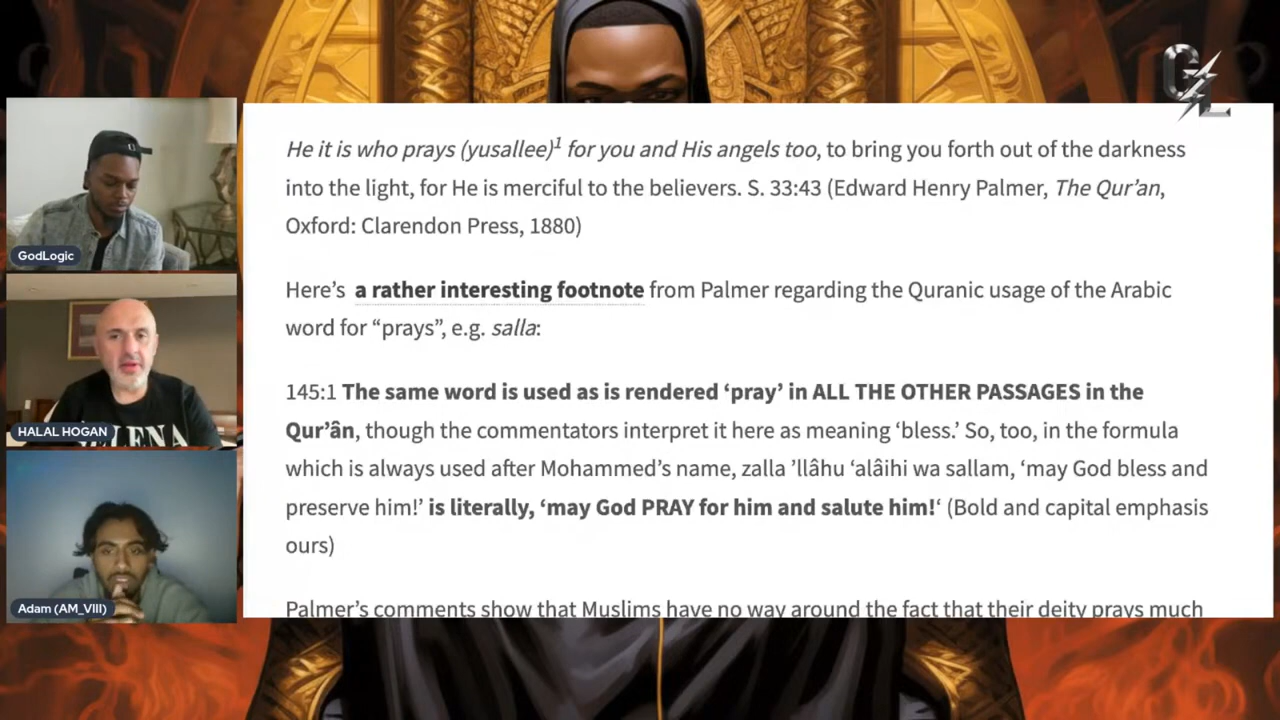 GL
He it is who prays (yusallee)1 for you and His angels too, to bring you forth out of the darkness
into the light, for He is merciful to the believers. S. 33:43 (Edward Henry Palmer, The Qur’an,
Oxford: Clarendon Press, 1880)
Here’s a rather interesting footnote from Palmer regarding the Quranic usage of the Arabic
word for “prays”, e.g. salla:
145:1 The same word is used as is rendered ‘pray’ in ALL THE OTHER PASSAGES in the
Qur’ân, though the commentators interpret it here as meaning ‘bless.’ So, too, in the formula
which is always used after Mohammed’s name, zalla ’llâhu ‘alâihi wa sallam, ‘may God bless and
preserve him!’ is literally, ‘may God PRAY for him and salute him!‘ (Bold and capital emphasis
ours)
Palmer’s comments show that Muslims have no way around the fact that their deity prays much
GodLogic
HALAL HOGAN
Adam (AM_VIII)